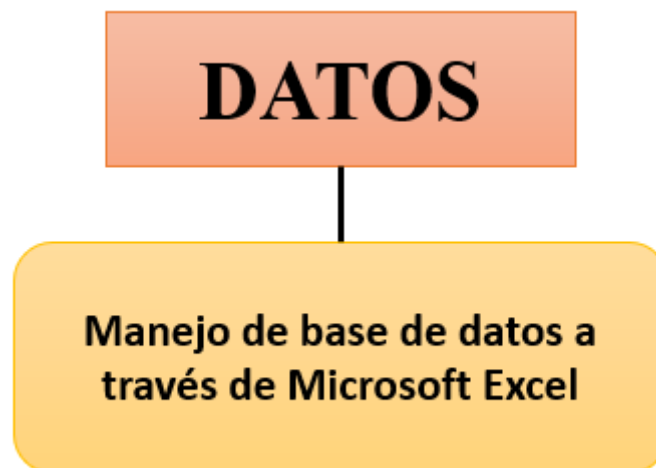 DATOS
Manejo de base de datos a
través de Microsoft Excel